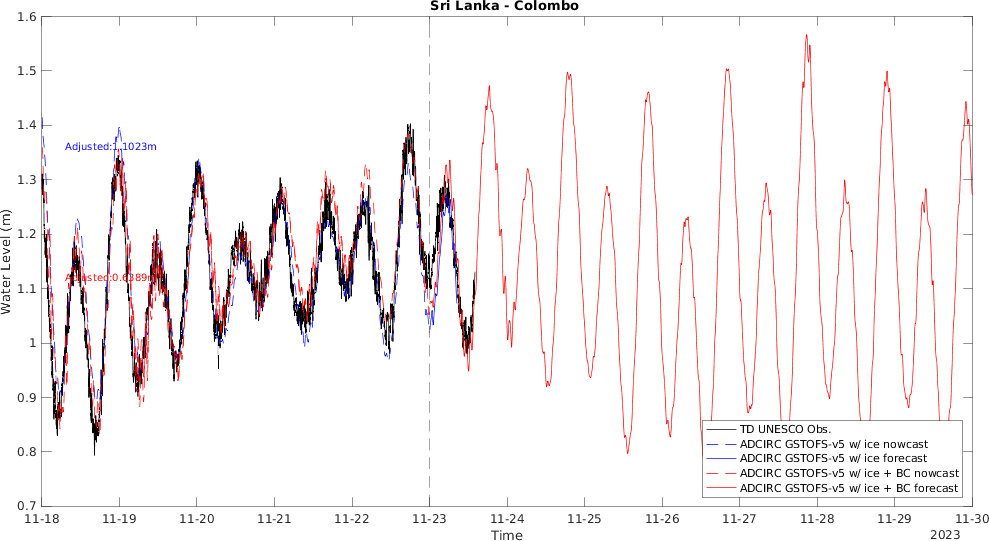 Sri Lanka - Colombo
1.6
1.5
1.4
1.3
1.2
1.1
1
0.9
0.8
0.7
Water Level (m)
Adjusted:1.1023m
Adjusted:0.6389m
TD UNESCO Obs.
ADCIRC GSTOFS-v5 w/ ice nowcast
ADCIRC GSTOFS-v5 w/ ice forecast
ADCIRC GSTOFS-v5 w/ ice + BC nowcast
ADCIRC GSTOFS-v5 w/ ice + BC forecast
11-18 11-19 11-20 11-21 11-22 11-23 11-24 11-25 11-26 11-27 11-28 11-29 11-30
Time
2023